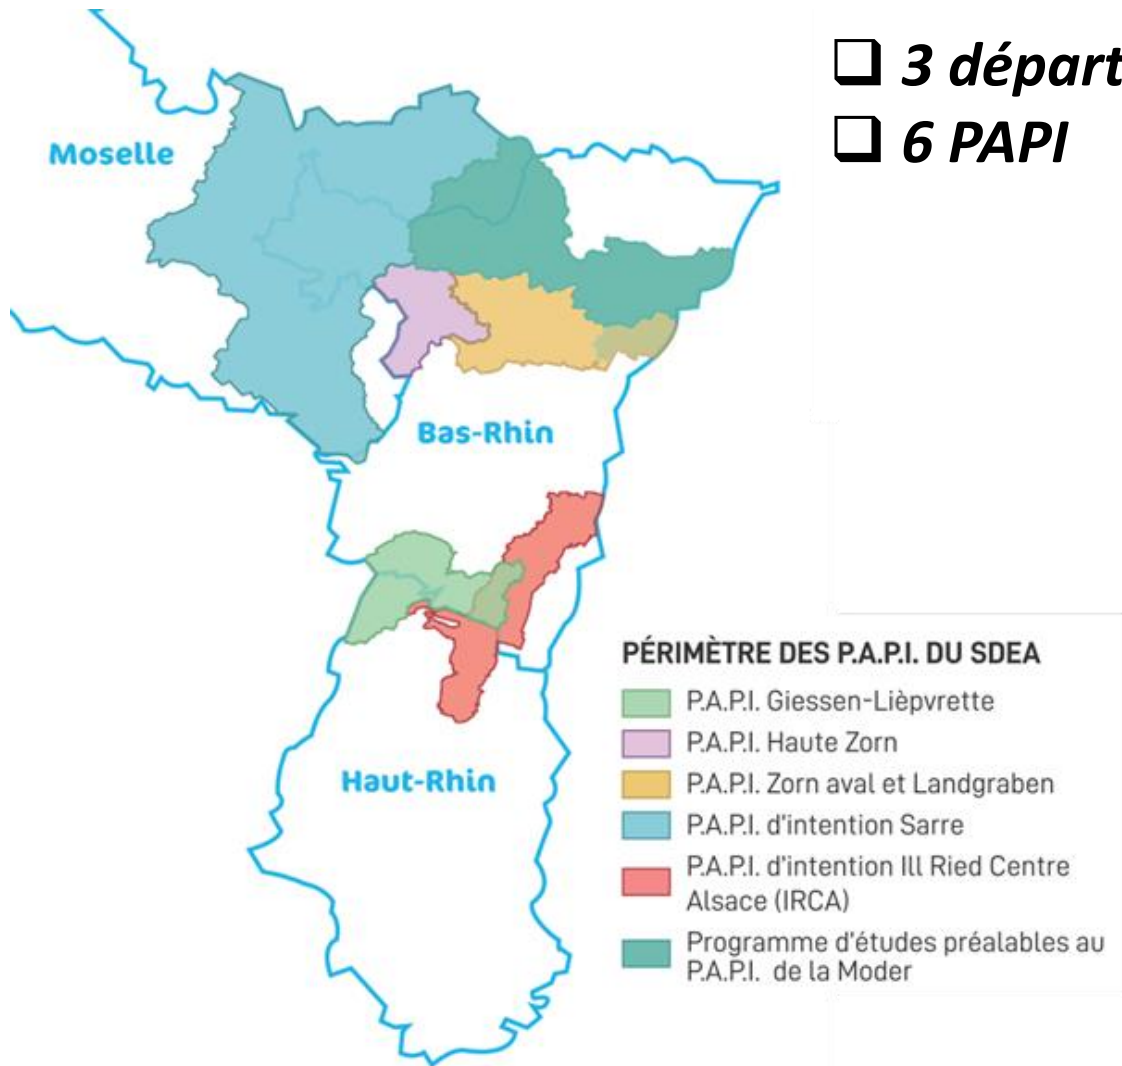 ❑ 3 départ
❑ 6 PAPI
Moselle
Bas-Rhin
Haut-Rhin
PÉRIMÈTRE DES P.A.P.I. DU SDEA
P.A.P.I. Giessen-Lièpvrette
P.A.P.I. Haute Zorn
P.A.P.I. Zorn aval et Landgraben
P.A.P.I. d'intention Sarre
P.A.P.I. d'intention Ill Ried Centre
Alsace (IRCA)
Programme d'études préalables au
P.A.P.I. de la Moder